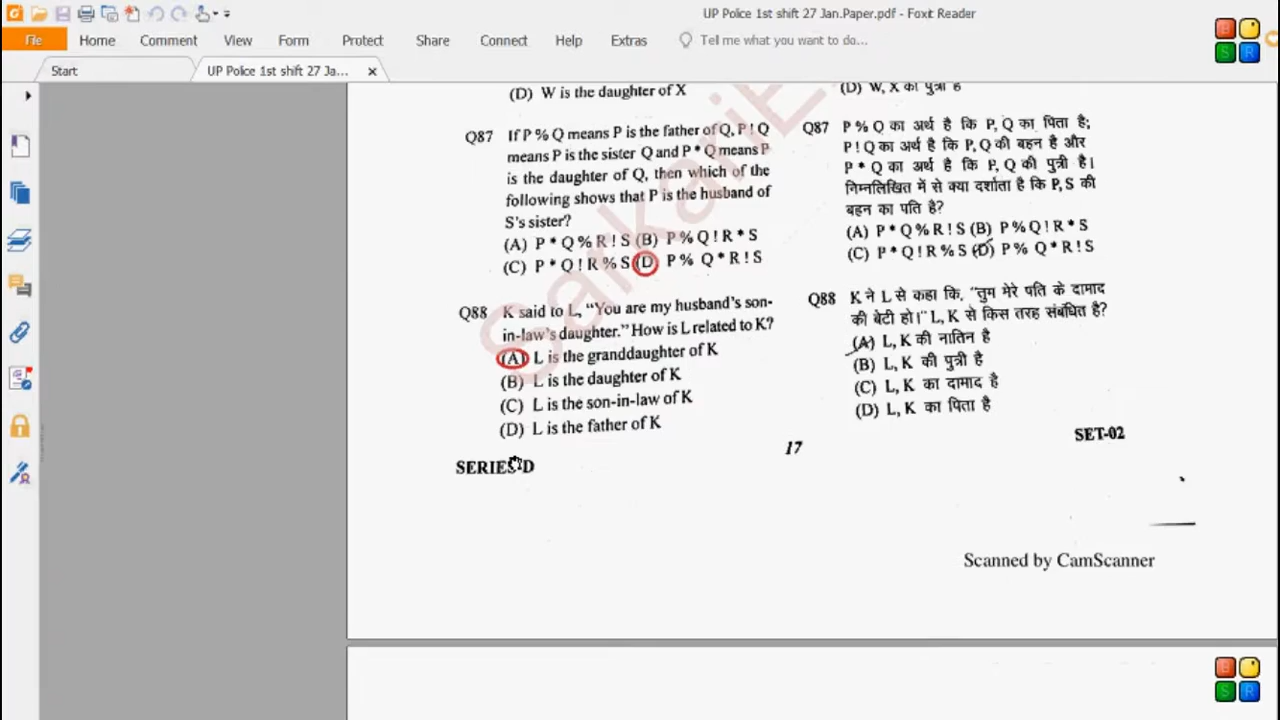 UP Police 1st shift 27 Jan.Paper.pdf - Foxit Reader
File Home Comment View Form Protect Share Connect Help Extras Tell me what you want to do...
Start UP Police 1st shift 27 Ja...
(D) W is the daughter of X
Q87 If P % Q means P is the father of Q, P ! Q
means P is the sister Q and P * Q means P
is the daughter of Q, then which of the
following shows that P is the husband of
S's sister?
(A) P * Q % R ! S (B) P % Q ! R * S
(C) P * Q ! R % S (D) P % Q * R ! S
Q88 K said to L, “You are my husband's son-
in-law's daughter.” How is L related to K?
(A) L is the granddaughter of K
(B) L is the daughter of K
(C) L is the son-in-law of K
(D) L is the father of K
SERIES D
(D) W, X की पुत्री है
Q87 P % Q का अर्थ है कि P, Q का पिता है;
P ! Q का अर्थ है कि P, Q की बहन है और
P * Q का अर्थ है कि P, Q की पुत्री है।
निम्नलिखित में से क्या दर्शाता है कि P, S की
बहन का पति है?
(A) P * Q % R ! S (B) P % Q ! R * S
(C) P * Q ! R % S (D) P % Q * R ! S
Q88 K ने L से कहा कि, “तुम मेरे पति के दामाद
की बेटी हो।” L, K से किस तरह संबंधित है?
(A) L, K की नातिन है
(B) L, K की पुत्री है
(C) L, K का दामाद है
(D) L, K का पिता है
17
SET-02
Scanned by CamScanner
B
S R
B
S R